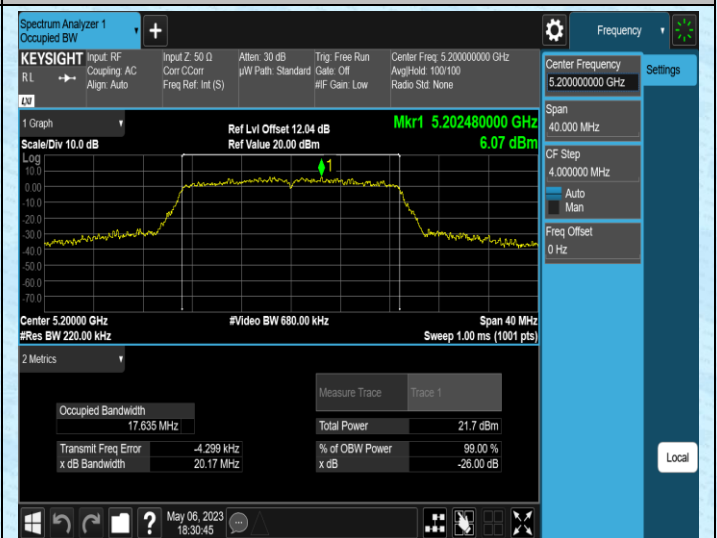 Spectrum Analyzer 1
Occupied BW
+
Frequency
KEYSIGHT
RL
LXI
Input: RF
Coupling: AC
Align: Auto
Input Z: 50 Ω
Corr CCorr
Freq Ref: Int (S)
Atten: 30 dB
µW Path: Standard
Trig: Free Run
Gate: Off
#IF Gain: Low
Center Freq: 5.200000000 GHz
Avg|Hold: 100/100
Radio Std: None
Center Frequency
5.200000000 GHz
Settings
Span
40.000 MHz
CF Step
4.000000 MHz
Auto
Man
Freq Offset
0 Hz
1 Graph
Scale/Div 10.0 dB
Ref Lvl Offset 12.04 dB
Ref Value 20.00 dBm
Mkr1 5.202480000 GHz
6.07 dBm
Log
10.0
0.00
-10.0
-20.0
-30.0
-40.0
-50.0
-60.0
-70.0
1
Center 5.20000 GHz
#Res BW 220.00 kHz
#Video BW 680.00 kHz
Span 40 MHz
Sweep 1.00 ms (1001 pts)
2 Metrics
Measure Trace
Trace 1
Occupied Bandwidth
17.635 MHz
Total Power
21.7 dBm
Transmit Freq Error
-4.299 kHz
% of OBW Power
99.00 %
x dB Bandwidth
20.17 MHz
x dB
-26.00 dB
Local
?
May 06, 2023
18:30:45